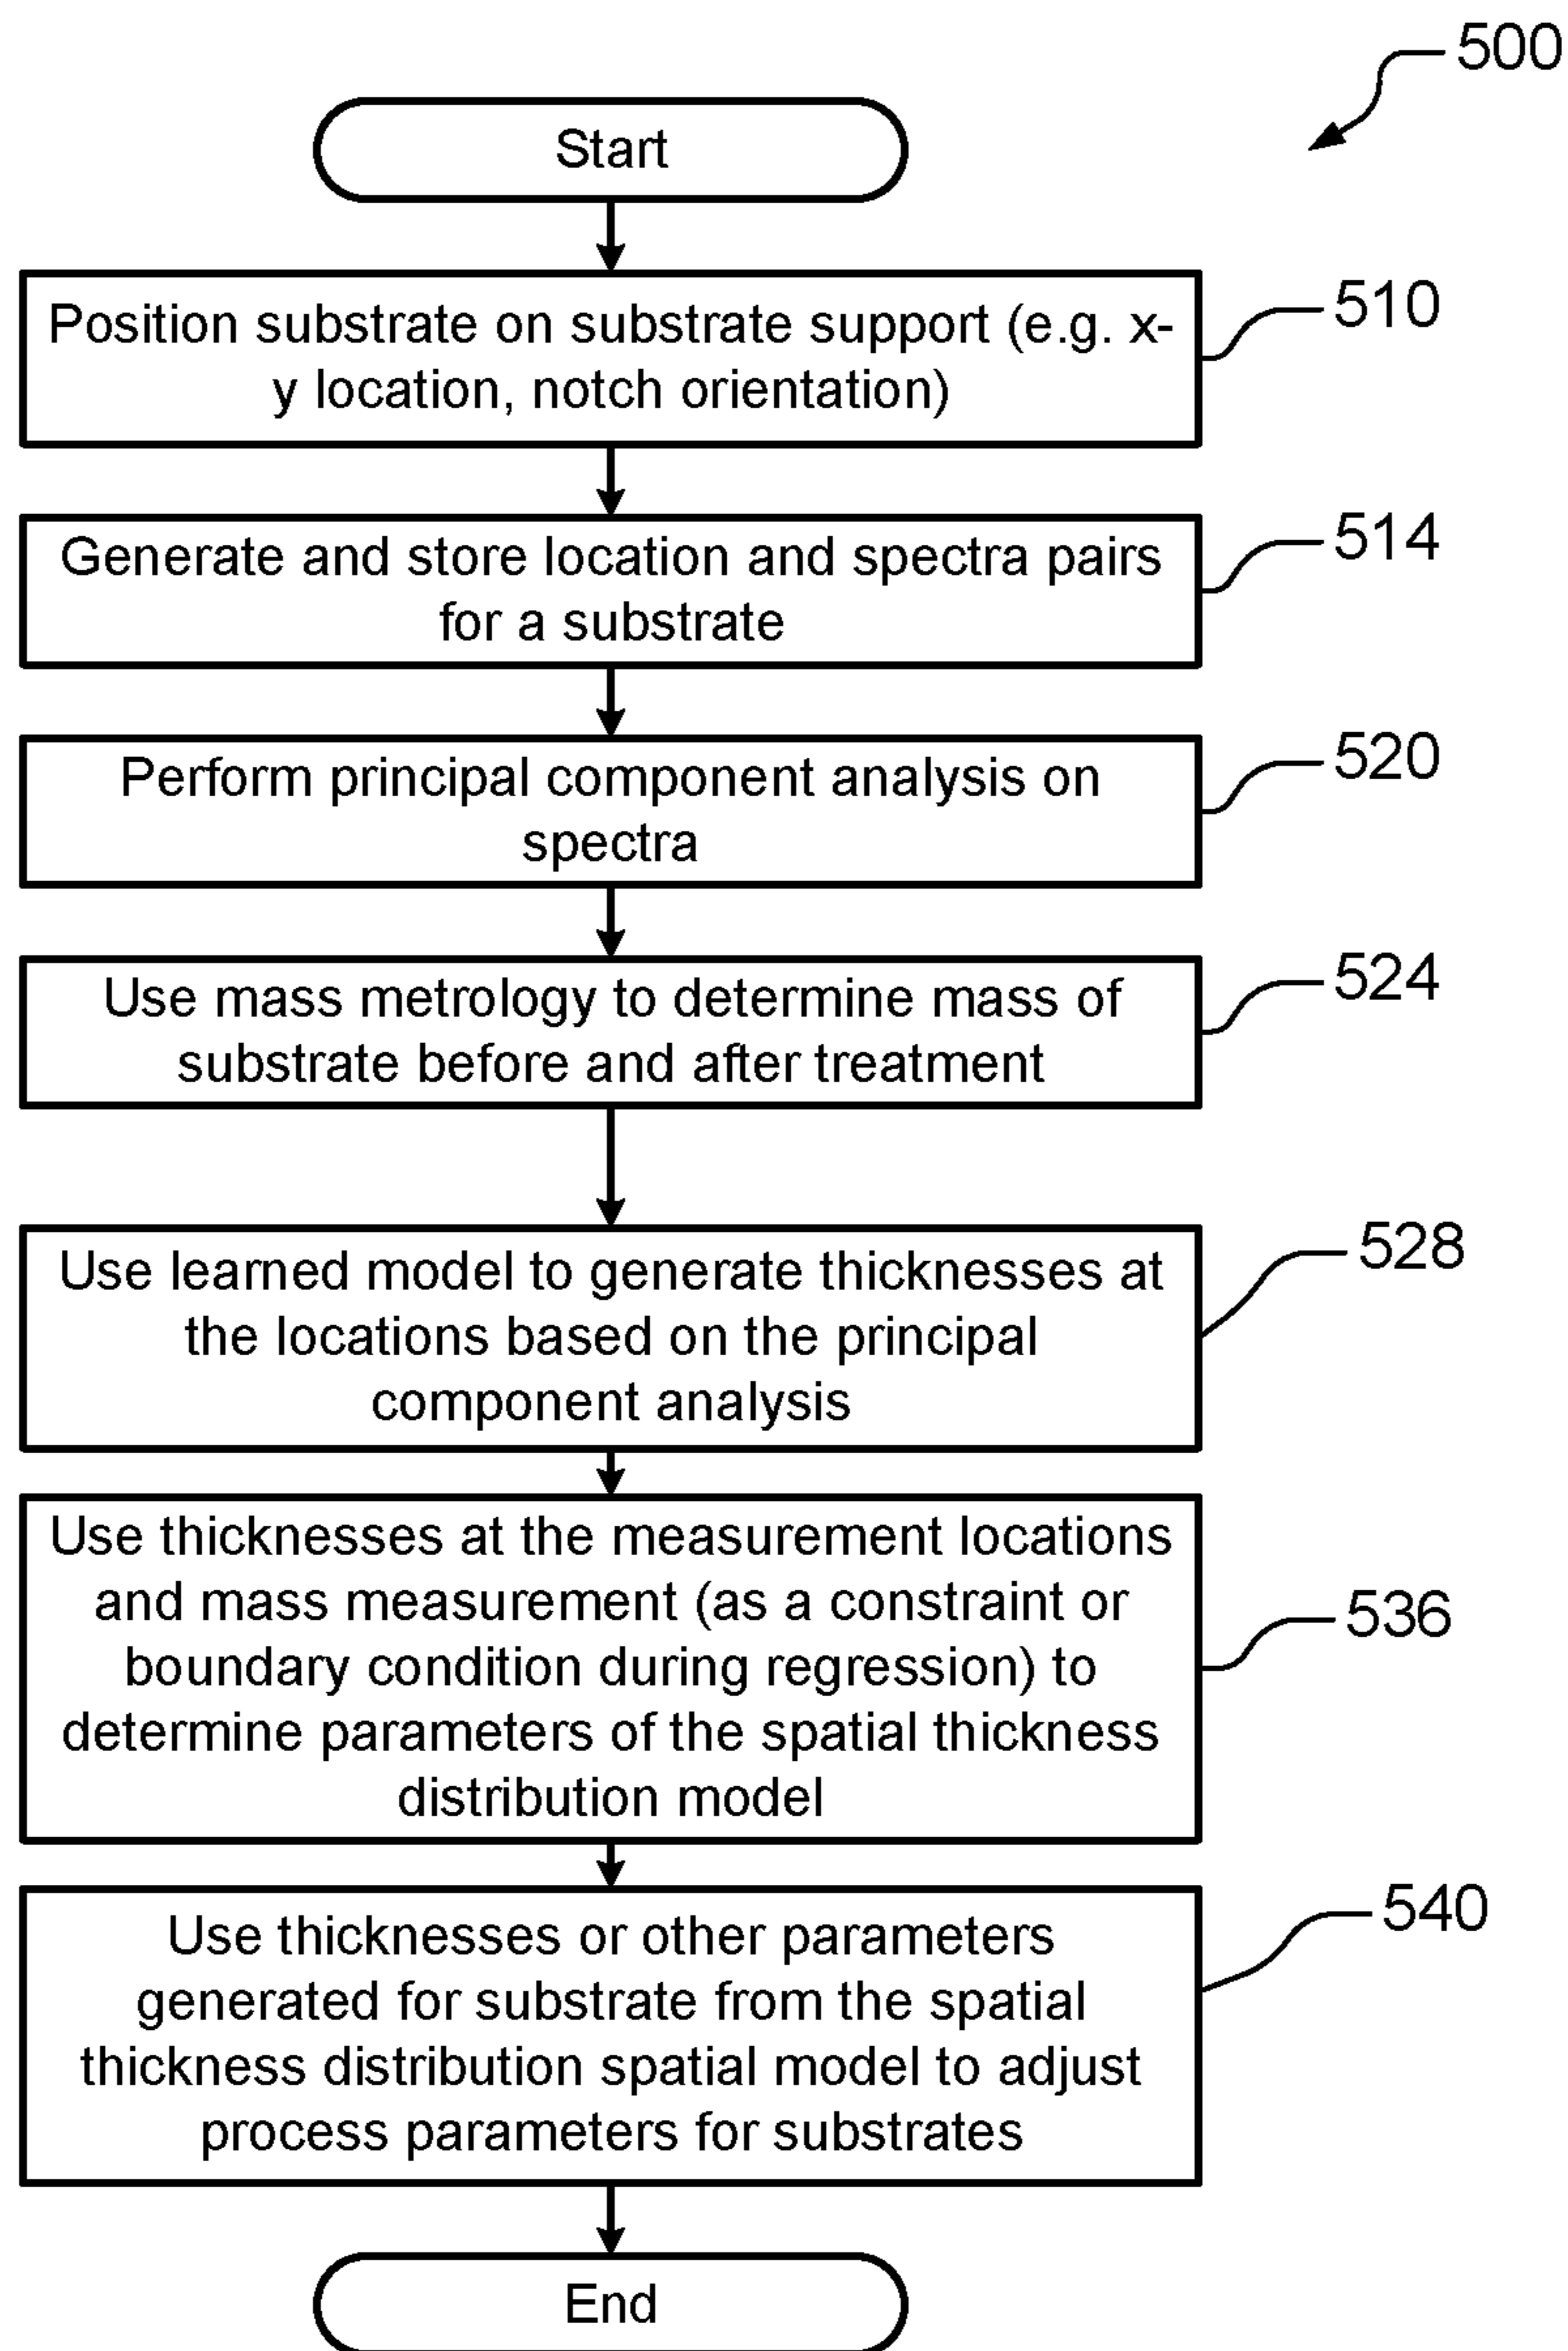 500
Start
Position substrate on substrate support (e.g. x-
y location, notch orientation)
510
Generate and store location and spectra pairs
for a substrate
514
Perform principal component analysis on
spectra
520
Use mass metrology to determine mass of
substrate before and after treatment
524
Use learned model to generate thicknesses at
the locations based on the principal
component analysis
528
Use thicknesses at the measurement locations
and mass measurement (as a constraint or
boundary condition during regression) to
determine parameters of the spatial thickness
distribution model
536
Use thicknesses or other parameters
generated for substrate from the spatial
thickness distribution spatial model to adjust
process parameters for substrates
540
End